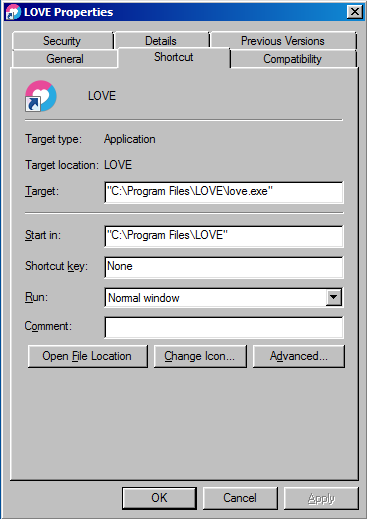 LOVE Properties
Security Details Previous Versions
General Shortcut Compatibility
LOVE
Target type: Application
Target location: LOVE
Target: "C:\Program Files\LOVE\love.exe"
Start in: "C:\Program Files\LOVE"
Shortcut key: None
Run: Normal window
Comment:
Open File Location Change Icon... Advanced...
OK Cancel Apply